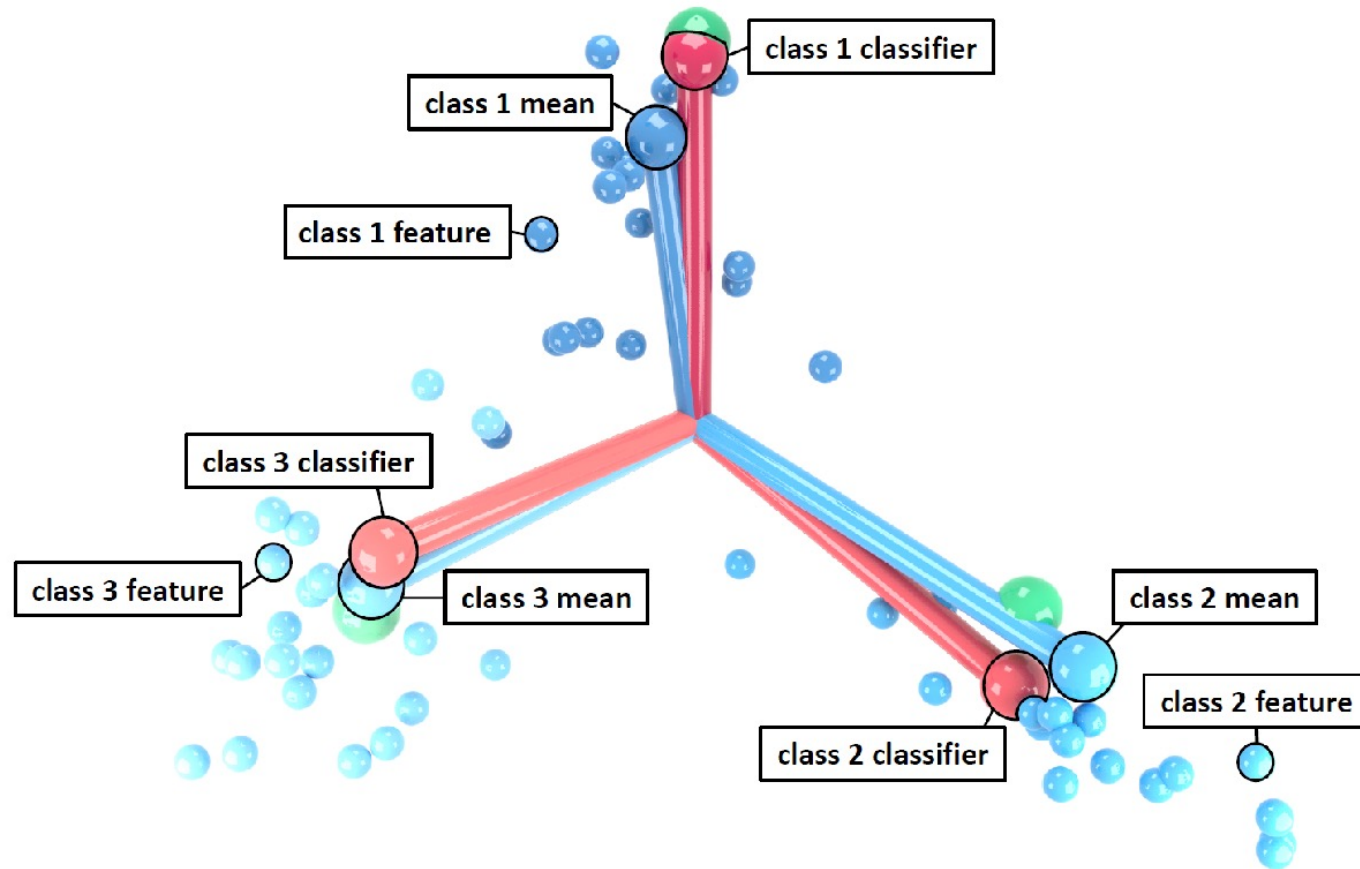 class 1 classifier
class 1 mean
class 1 feature
class 3 classifier
class 3 feature
class 3 mean
class 2 mean
class 2 feature
class 2 classifier